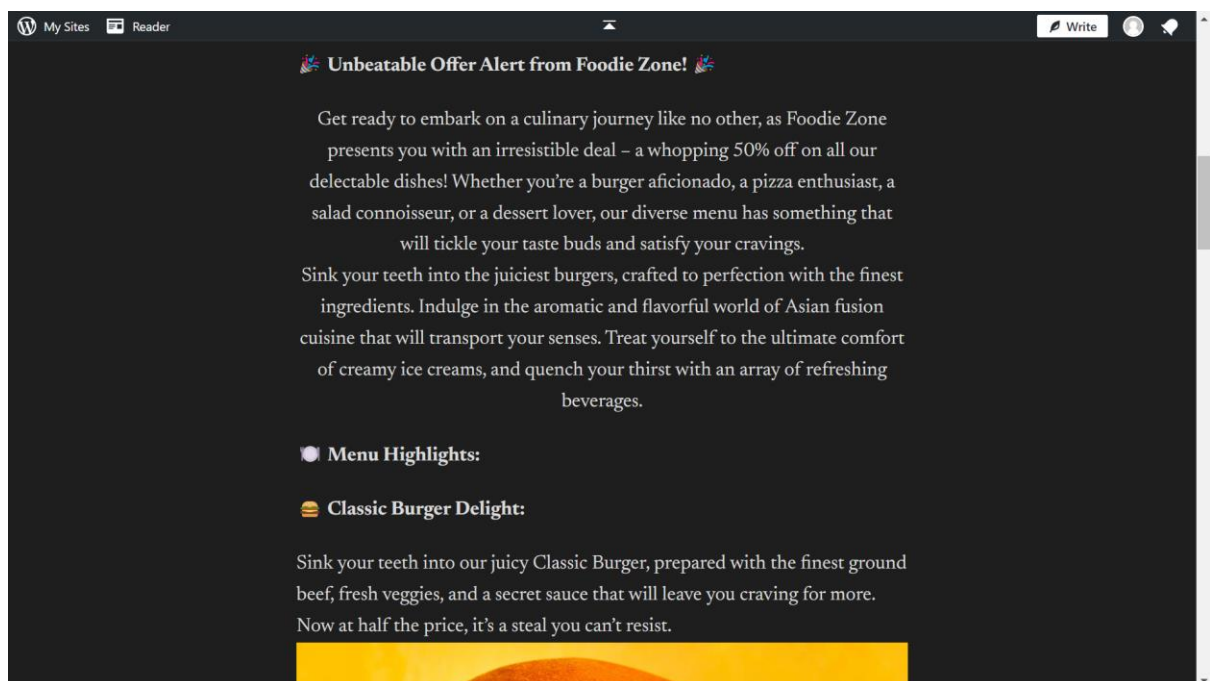 My Sites Reader Write
🎉 Unbeatable Offer Alert from Foodie Zone! 🎉
Get ready to embark on a culinary journey like no other, as Foodie Zone
presents you with an irresistible deal – a whopping 50% off on all our
delectable dishes! Whether you’re a burger aficionado, a pizza enthusiast, a
salad connoisseur, or a dessert lover, our diverse menu has something that
will tickle your taste buds and satisfy your cravings.
Sink your teeth into the juiciest burgers, crafted to perfection with the finest
ingredients. Indulge in the aromatic and flavorful world of Asian fusion
cuisine that will transport your senses. Treat yourself to the ultimate comfort
of creamy ice creams, and quench your thirst with an array of refreshing
beverages.
🍽️ Menu Highlights:
🍔 Classic Burger Delight:
Sink your teeth into our juicy Classic Burger, prepared with the finest ground
beef, fresh veggies, and a secret sauce that will leave you craving for more.
Now at half the price, it’s a steal you can’t resist.